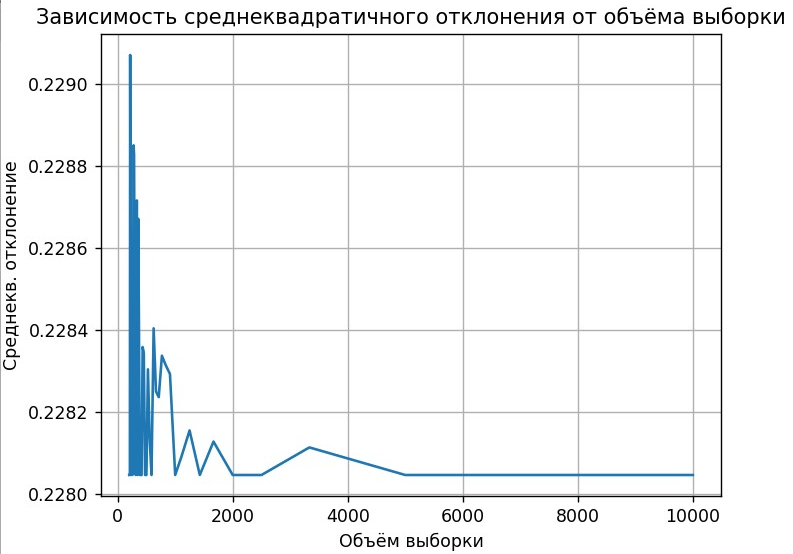 Зависимость среднеквадратичного отклонения от объёма выборки
0.2290
0.2288
0.2286
0.2284
0.2282
0.2280
Среднекв. отклонение
0 2000 4000 6000 8000 10000
Объём выборки